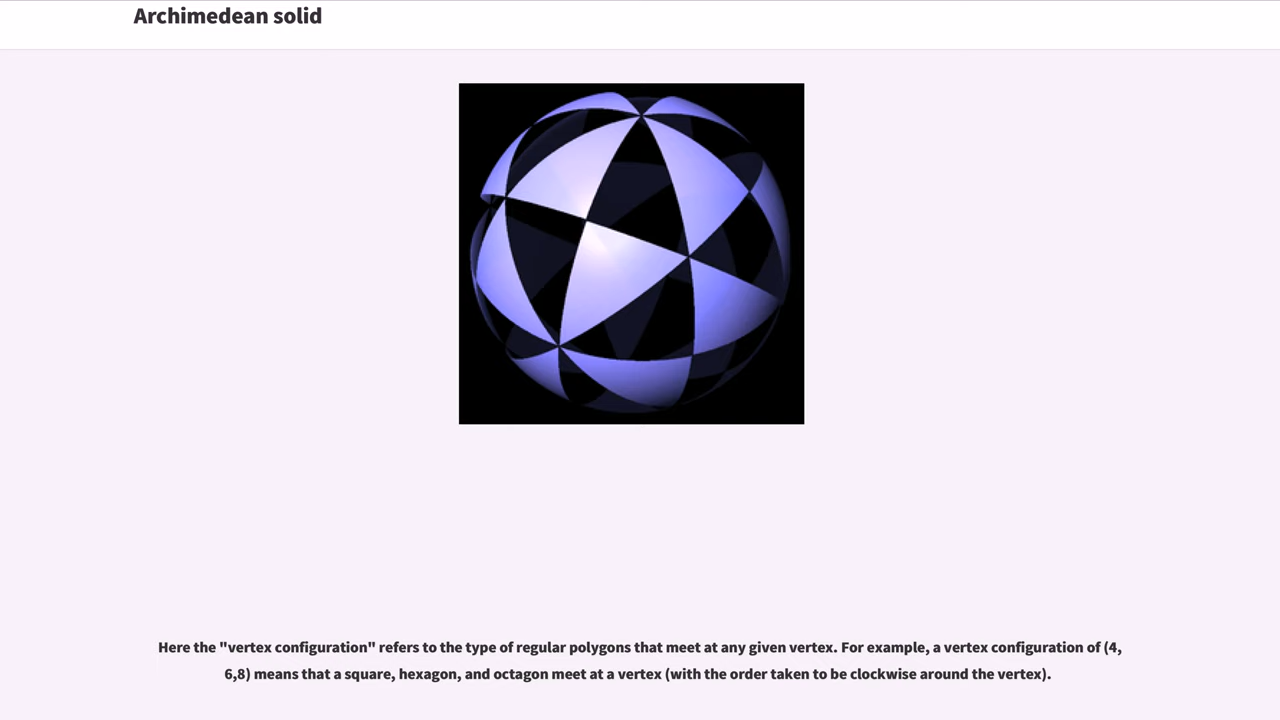 Archimedean solid
Here the "vertex configuration" refers to the type of regular polygons that meet at any given vertex. For example, a vertex configuration of (4,
6,8) means that a square, hexagon, and octagon meet at a vertex (with the order taken to be clockwise around the vertex).